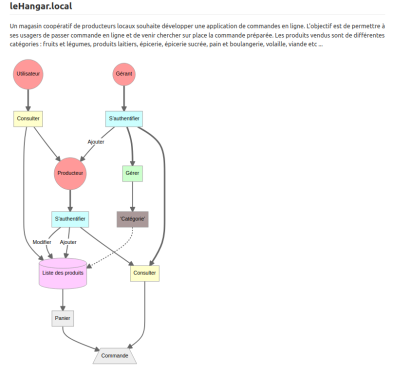 leHangar.local
Un magasin coopératif de producteurs locaux souhaite développer une application de commandes en ligne. L'objectif est de permettre à
ses usagers de passer commande en ligne et de venir chercher sur place la commande préparée. Les produits vendus sont de différentes
catégories : fruits et légumes, produits laitiers, épicerie, épicerie sucrée, pain et boulangerie, volaille, viande etc ...
Utilisateur
Gérant
Consulter
S'authentifier
Ajouter
Producteur
Gérer
S'authentifier
'Catégorie'
Modifier
Ajouter
Liste des produits
Consulter
Panier
Commande